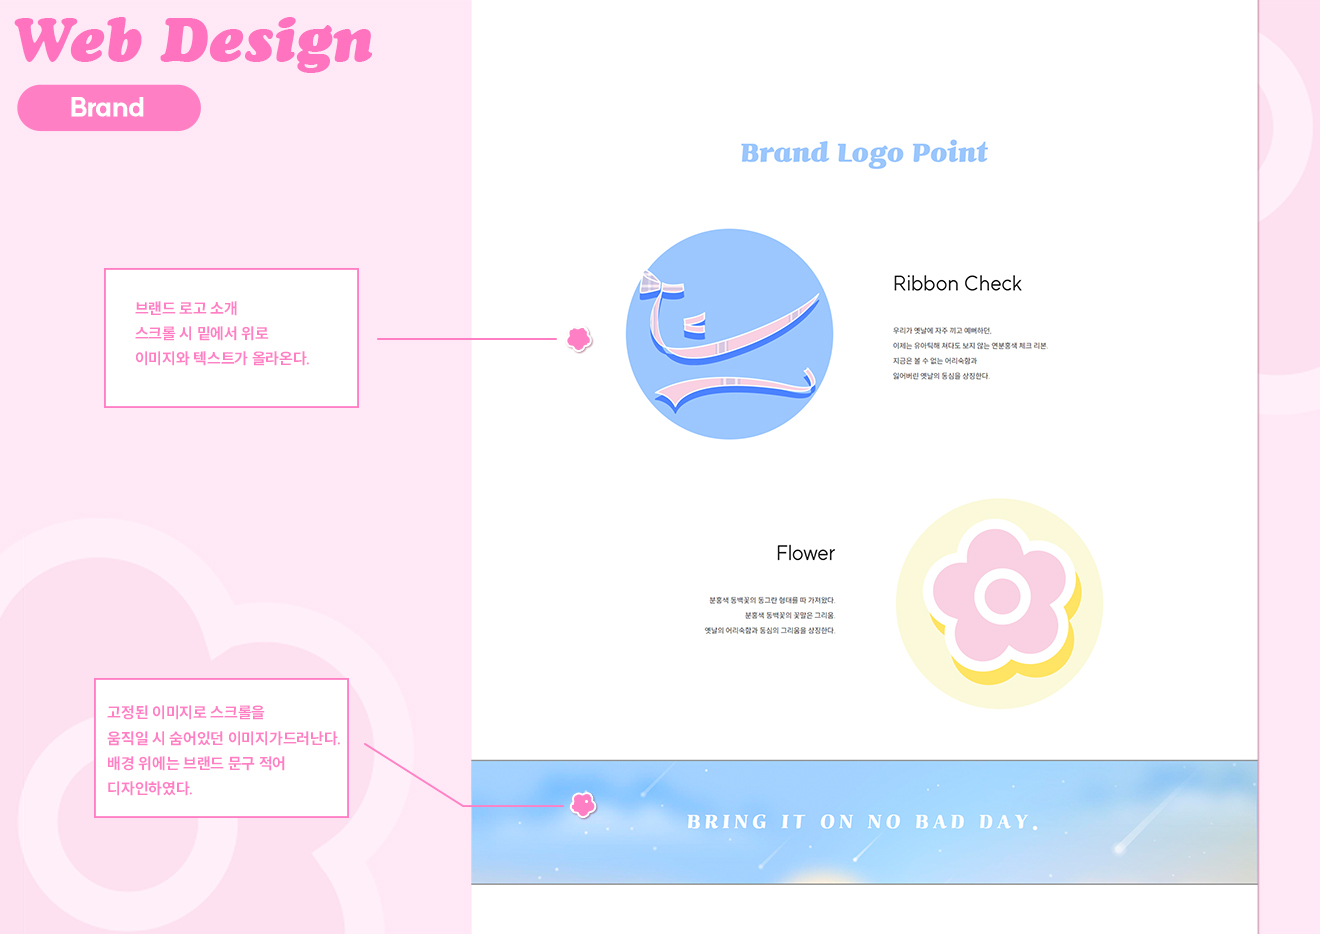 Web Design
Brand
Brand Logo Point
브랜드 로고 소개
스크롤 시 밑에서 위로
이미지와 텍스트가 올라온다.
Ribbon Check
우리가 옛날에 자주 끼고 예뻐하던,
이제는 유아틱해 쳐다도 보지 않는 연분홍색 체크 리본.
지금은 볼 수 없는 어리숙함과
잃어버린 옛날의 동심을 상징한다.
Flower
분홍색 동백꽃의 동그란 형태를 따 가져왔다.
분홍색 동백꽃의 꽃말은 그리움.
옛날의 어리숙함과 동심의 그리움을 상징한다.
고정된 이미지로 스크롤을
움직일 시 숨어있던 이미지가드러난다.
배경 위에는 브랜드 문구 적어
디자인하였다.
BRING IT ON NO BAD DAY.